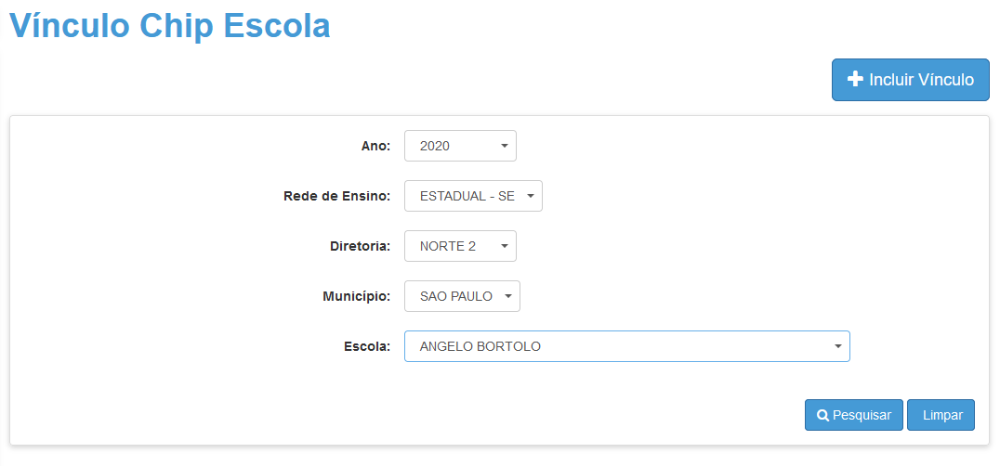 Vínculo Chip Escola
Incluir Vínculo
Ano: 2020
Rede de Ensino: ESTADUAL - SE
Diretoria: NORTE 2
Município: SAO PAULO
Escola: ANGELO BORTOLO
Pesquisar Limpar